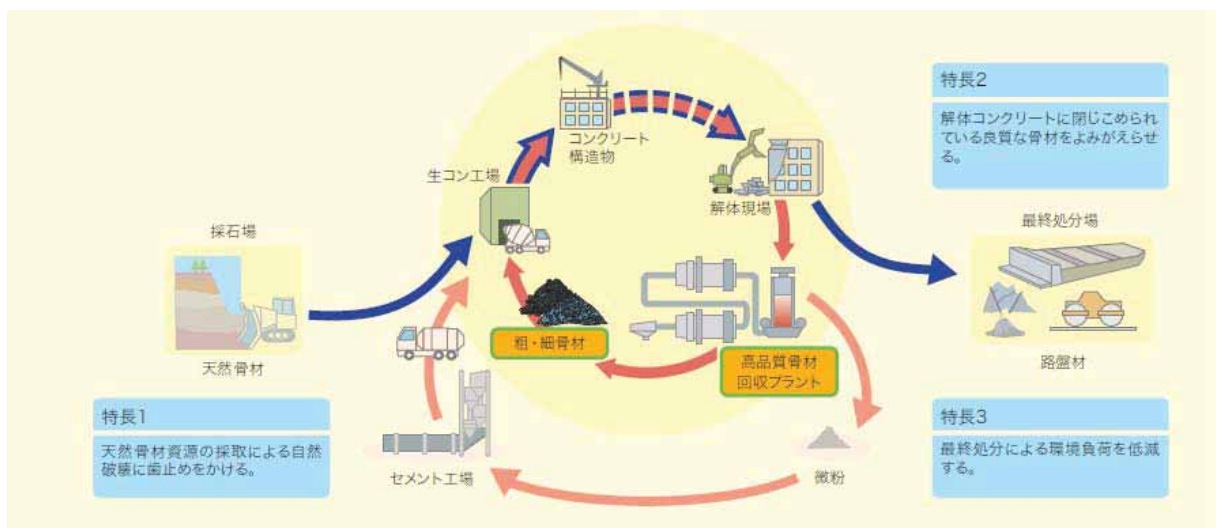 特長2
解体コンクリートに閉じこめられ
ている良質な骨材をよみがえらせ
る。
コンクリート
構造物
生コン工場
解体現場
採石場
最終処分場
粗・細骨材
高品質骨材
回収プラント
天然骨材
路盤材
特長1
天然骨材資源の採取による自然
破壊に歯止めをかける。
セメント工場
微粉
特長3
最終処分による環境負荷を低減
する。